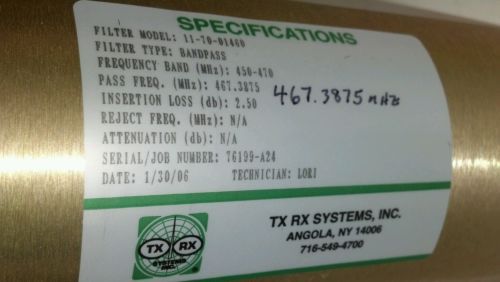 SPECIFICATIONS
FILTER MODEL: 11-70-01460
FILTER TYPE: BANDPASS
FREQUENCY BAND (MHz): 450-470
PASS FREQ. (MHz): 467.3875
467.3875 mHz
INSERTION LOSS (db): 2.50
REJECT FREQ. (MHz): N/A
ATTENUATION (db): N/A
SERIAL/JOB NUMBER: 76199-A24
DATE: 1/30/06 TECHNICIAN: LORI
TX RX SYSTEMS, INC.
ANGOLA, NY 14006
716-549-4700
TX RX
SYSTEMS
INC.